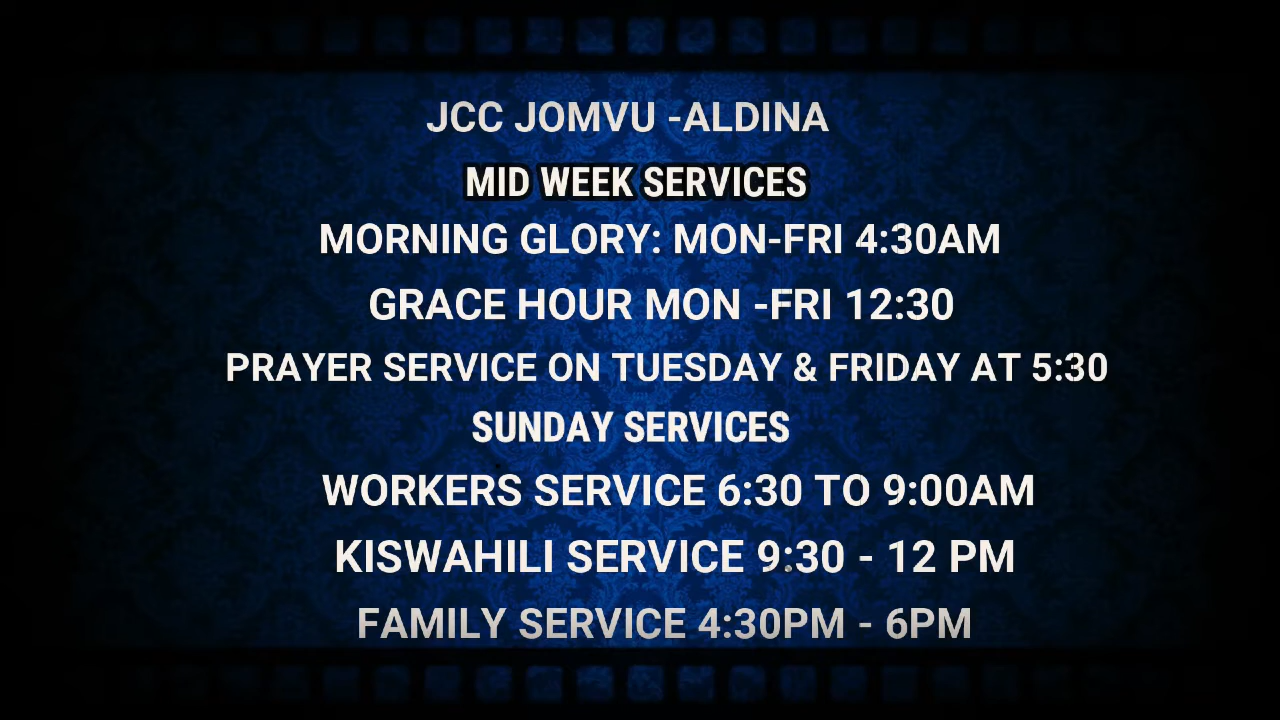 JCC JOMVU -ALDINA
MID WEEK SERVICES
MORNING GLORY: MON-FRI 4:30AM
GRACE HOUR MON -FRI 12:30
PRAYER SERVICE ON TUESDAY & FRIDAY AT 5:30
SUNDAY SERVICES
WORKERS SERVICE 6:30 TO 9:00AM
KISWAHILI SERVICE 9:30 - 12 PM
FAMILY SERVICE 4:30PM - 6PM